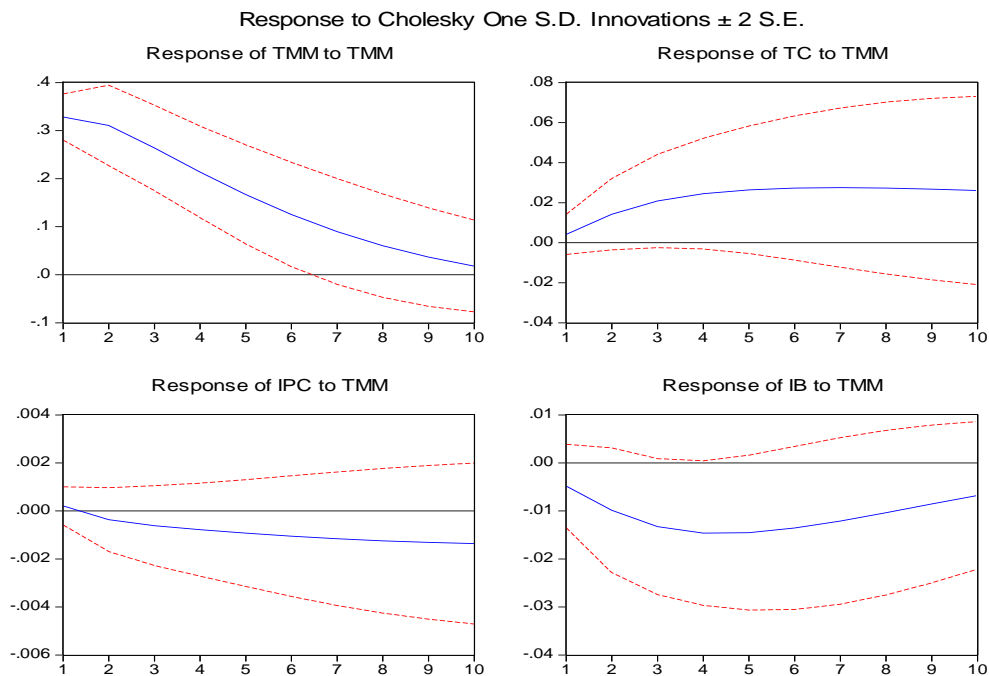 Response to Cholesky One S.D. Innovations ± 2 S.E.
Response of TMM to TMM
.4
.3
.2
.1
.0
-.1
1 2 3 4 5 6 7 8 9 10
Response of TC to TMM
.08
.06
.04
.02
.00
-.02
-.04
1 2 3 4 5 6 7 8 9 10
Response of IPC to TMM
.004
.002
.000
-.002
-.004
-.006
1 2 3 4 5 6 7 8 9 10
Response of IB to TMM
.01
.00
-.01
-.02
-.03
-.04
1 2 3 4 5 6 7 8 9 10